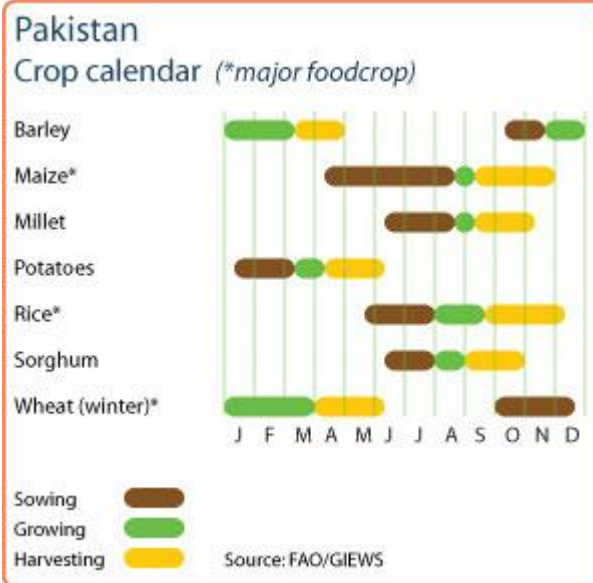 Pakistan
Crop calendar (*major foodcrop)
Barley
Maize*
Millet
Potatoes
Rice*
Sorghum
Wheat (winter)*
J F M A M J J A S O N D
Sowing
Growing
Harvesting
Source: FAO/GIEWS